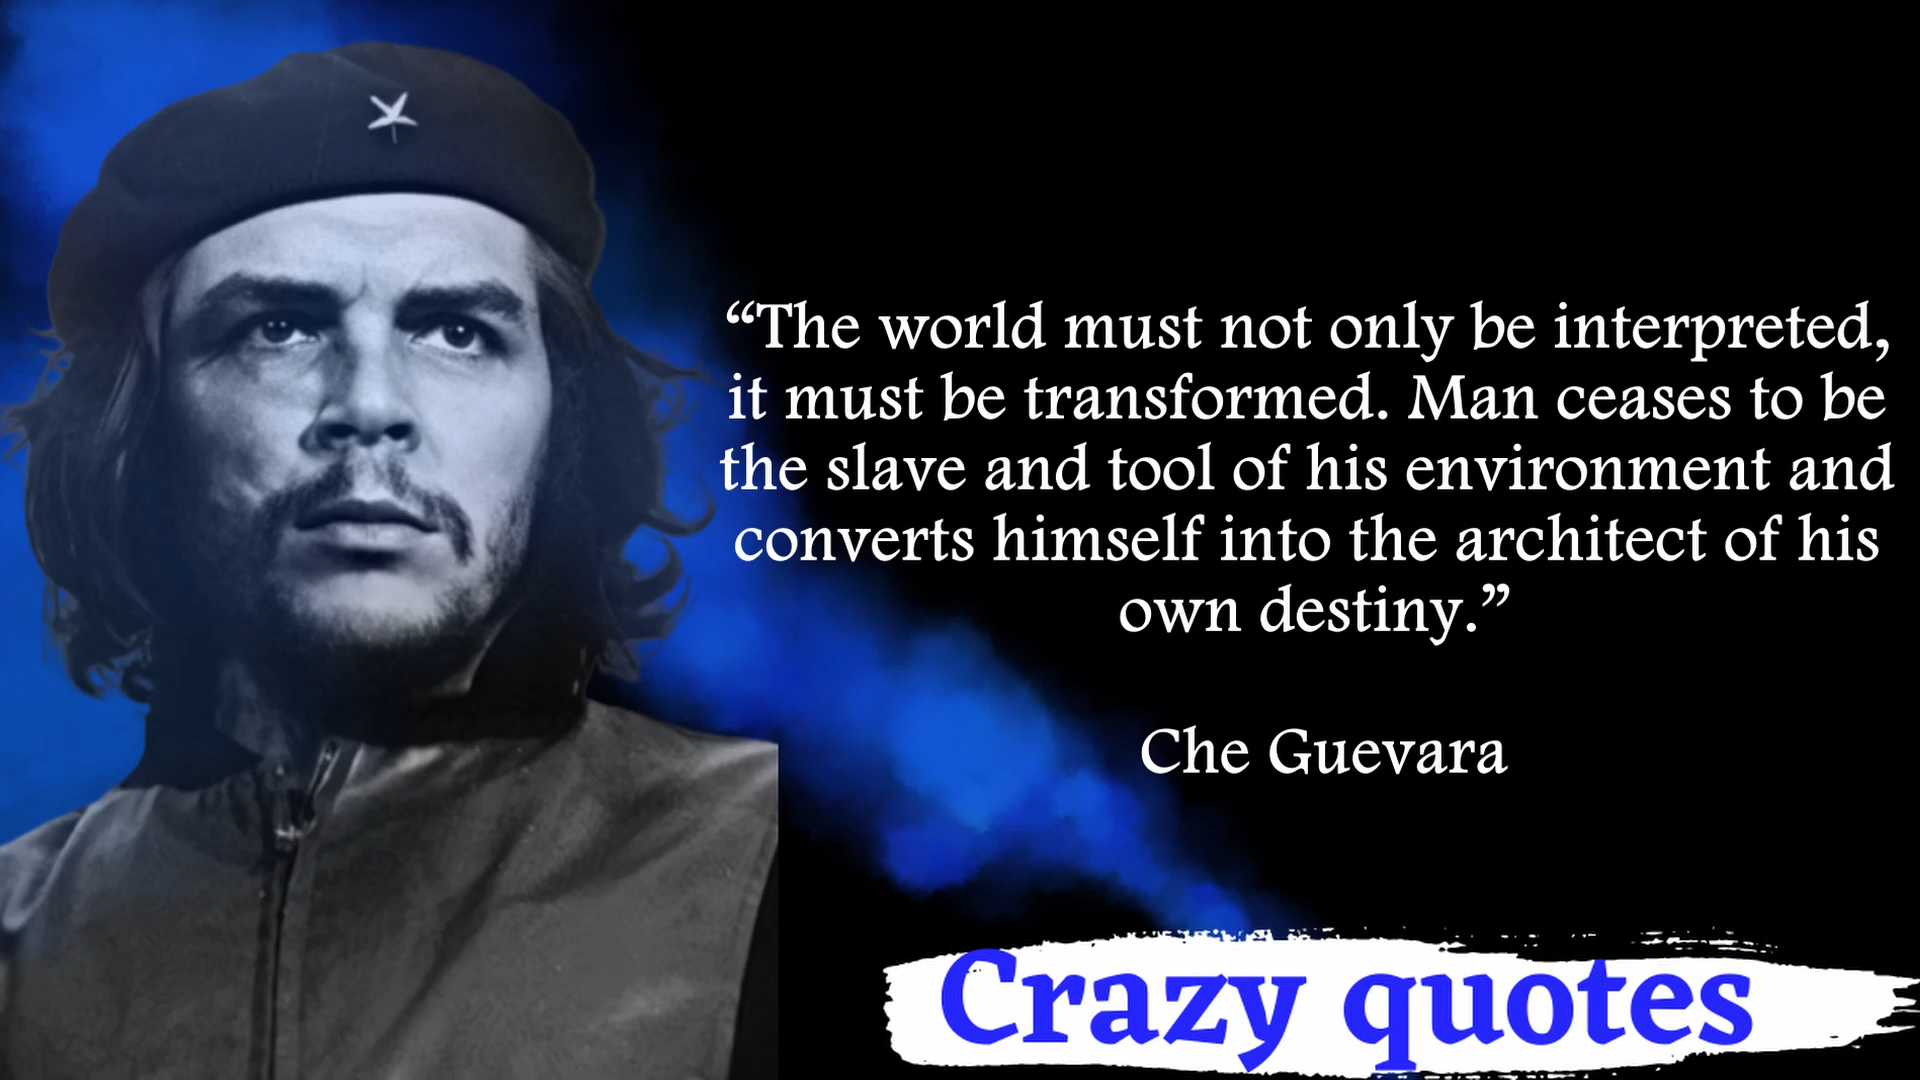 “The world must not only be interpreted,
it must be transformed. Man ceases to be
the slave and tool of his environment and
converts himself into the architect of his
own destiny.”
Che Guevara
Crazy quotes